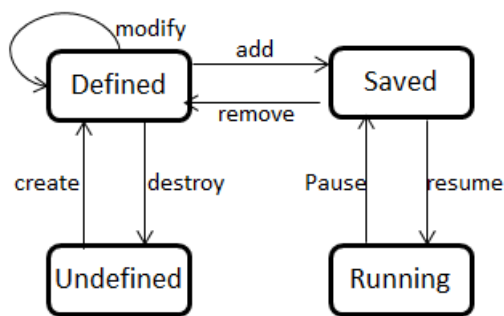 modify
add
Defined
Saved
remove
create
destroy
Pause
resume
Undefined
Running